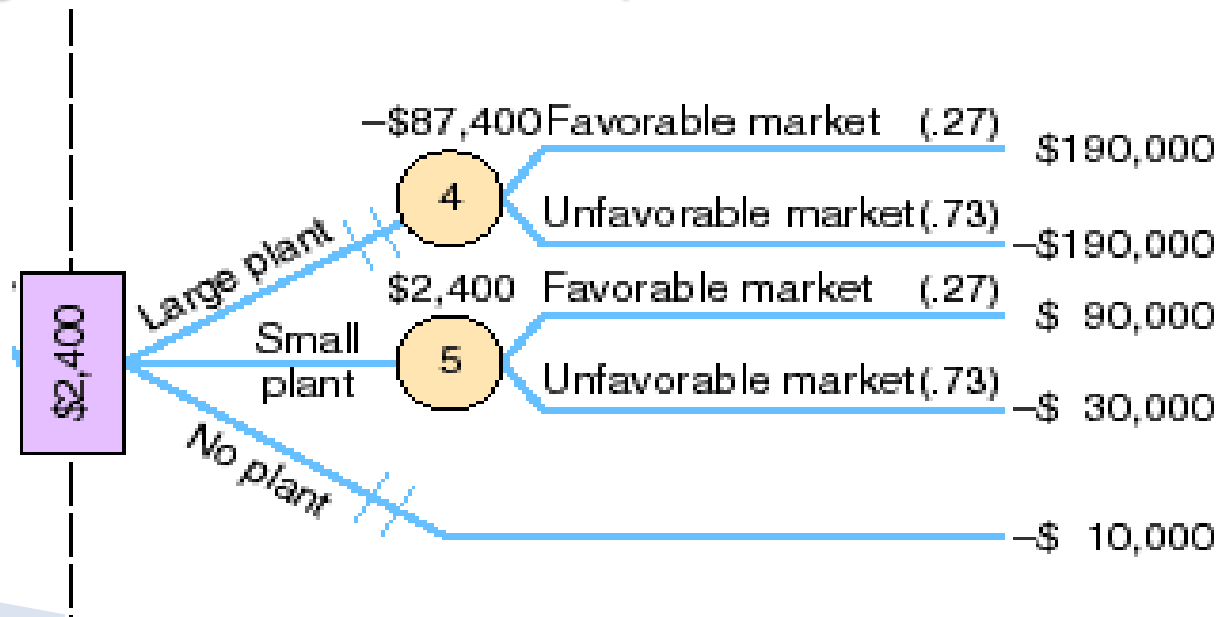 –$87,400 Favorable market (.27)
$190,000
4
Unfavorable market (.73)
–$190,000
Large plant
$2,400 Favorable market (.27)
$ 90,000
$2,400
Small
plant
5
Unfavorable market (.73)
–$ 30,000
No plant
–$ 10,000